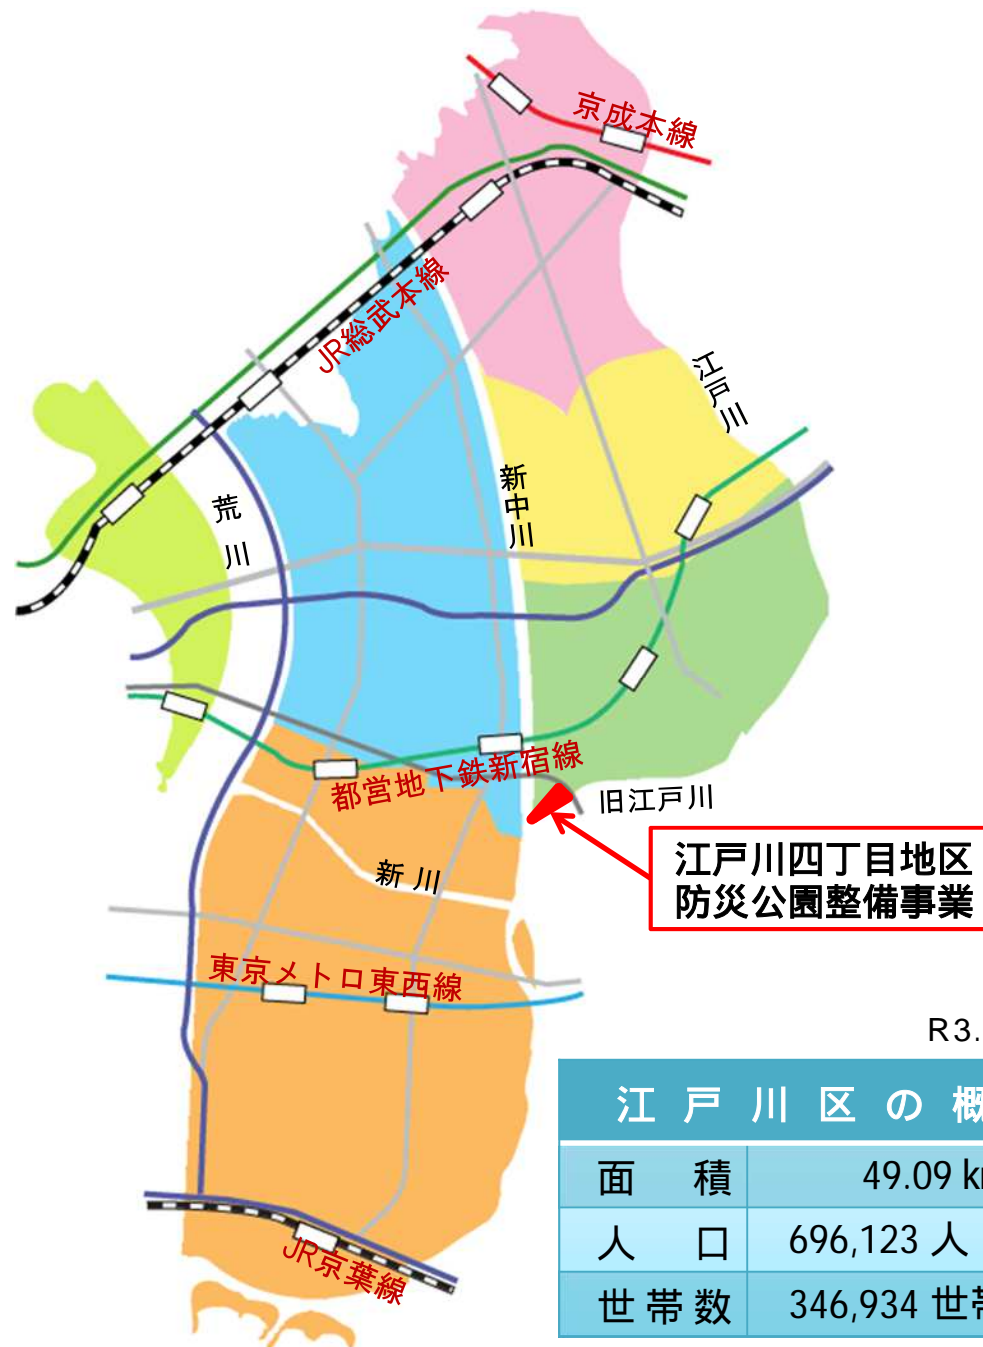 京成本線
JR総武本線
江戸川
新中川
荒川
都営地下鉄新宿線
旧江戸川
江戸川四丁目地区
防災公園整備事業
新川
東京メトロ東西線
R3.
江戸川区の概
面積 49.09 k
人口 696,123 人
世帯数 346,934 世帯
JR京葉線